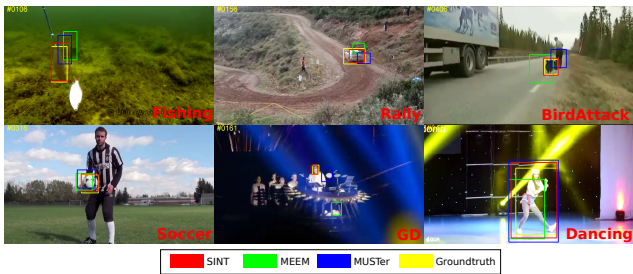 #0106
#0156
#0406
Fishing
Rally
BirdAttack
#0316
#0161
Soccer
GD
Dancing
SINT
MEEM
MUSTer
Groundtruth